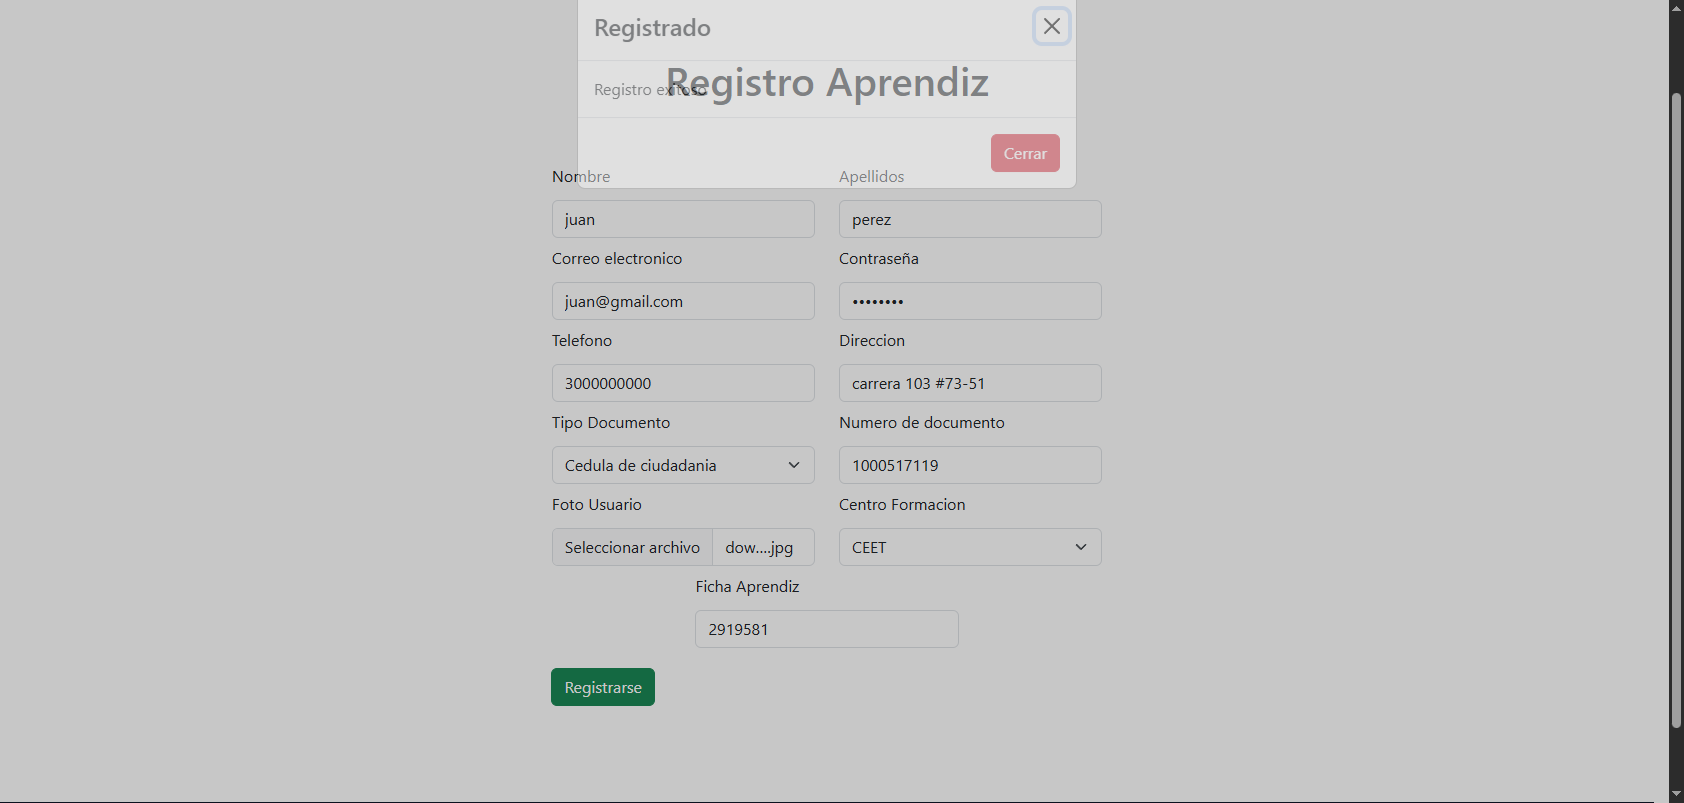 Registrado
Registro Aprendiz
Registro exitoso
Cerrar
Nombre
Apellidos
juan
perez
Correo electronico
Contraseña
juan@gmail.com
••••••••
Telefono
Direccion
3000000000
carrera 103 #73-51
Tipo Documento
Numero de documento
Cedula de ciudadania
1000517119
Foto Usuario
Centro Formacion
Seleccionar archivo
dow....jpg
CEET
Ficha Aprendiz
2919581
Registrarse